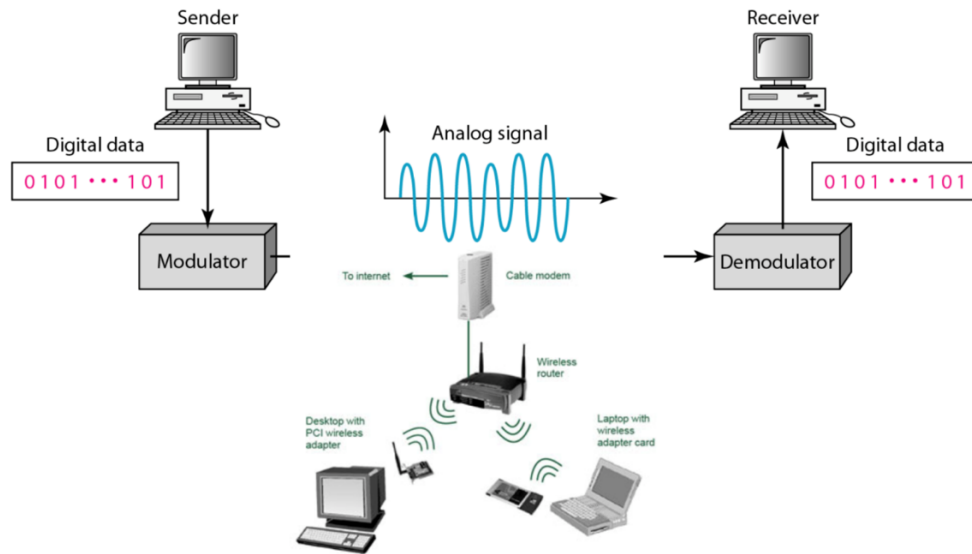 Sender
Receiver
Digital data
0101 ••• 101
Analog signal
Digital data
0101 ••• 101
Modulator
Demodulator
To internet
Cable modem
Wireless
router
Desktop with
PCI wireless
adapter
Laptop with
wireless
adapter card